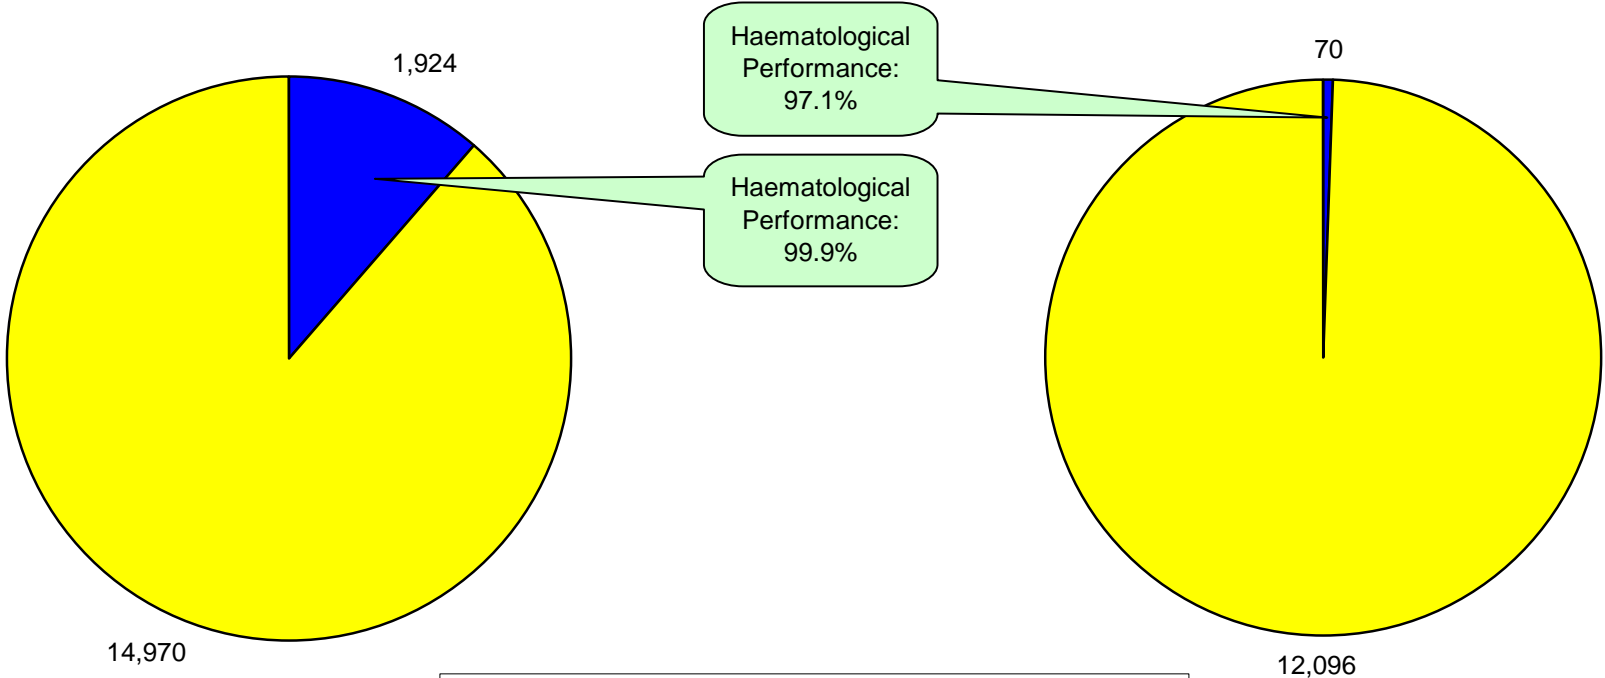 Haematological
Performance:
97.1%
70
1,924
Haematological
Performance:
99.9%
14,970
12,096